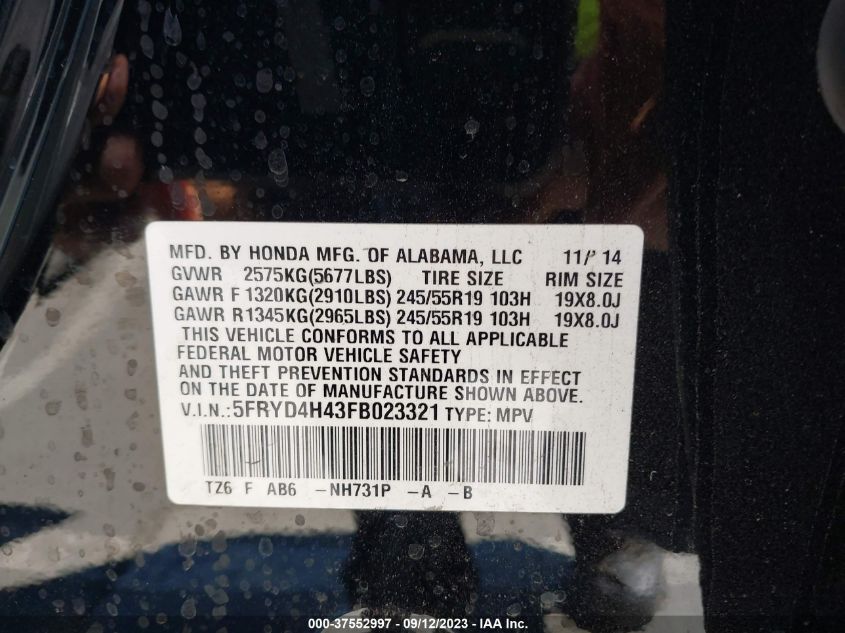 MFD. BY HONDA MFG. OF ALABAMA, LLC 11/14
GVWR 2575KG(5677LBS) TIRE SIZE RIM SIZE
GAWR F 1320KG(2910LBS) 245/55R19 103H 19X8.0J
GAWR R1345KG(2965LBS) 245/55R19 103H 19X8.0J
THIS VEHICLE CONFORMS TO ALL APPLICABLE
FEDERAL MOTOR VEHICLE SAFETY
AND THEFT PREVENTION STANDARDS IN EFFECT
ON THE DATE OF MANUFACTURE SHOWN ABOVE.
V.I.N.:5FRYD4H43FB023321 TYPE: MPV
TZ6 F AB6 -NH731P -A -B
000-37552997 - 09/12/2023 - IAA Inc.